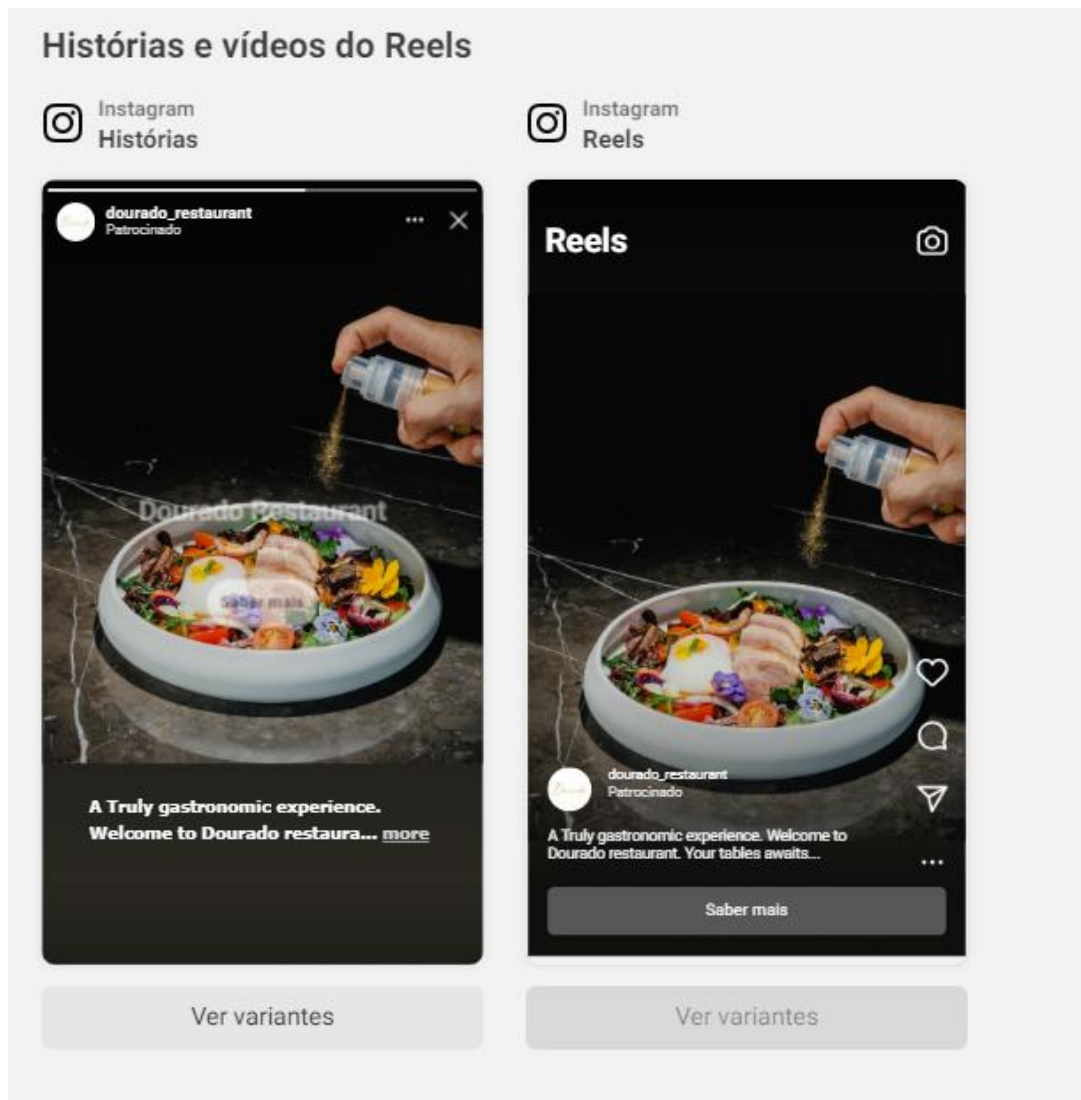 Histórias e vídeos do Reels
Instagram
Histórias
dourado_restaurant
Patrocinado
Dourado Restaurant
Saber mais
A Truly gastronomic experience.
Welcome to Dourado restaura... more
Ver variantes
Instagram
Reels
Reels
dourado_restaurant
Patrocinado
A Truly gastronomic experience. Welcome to
Dourado restaurant. Your tables awaits...
Saber mais
Ver variantes